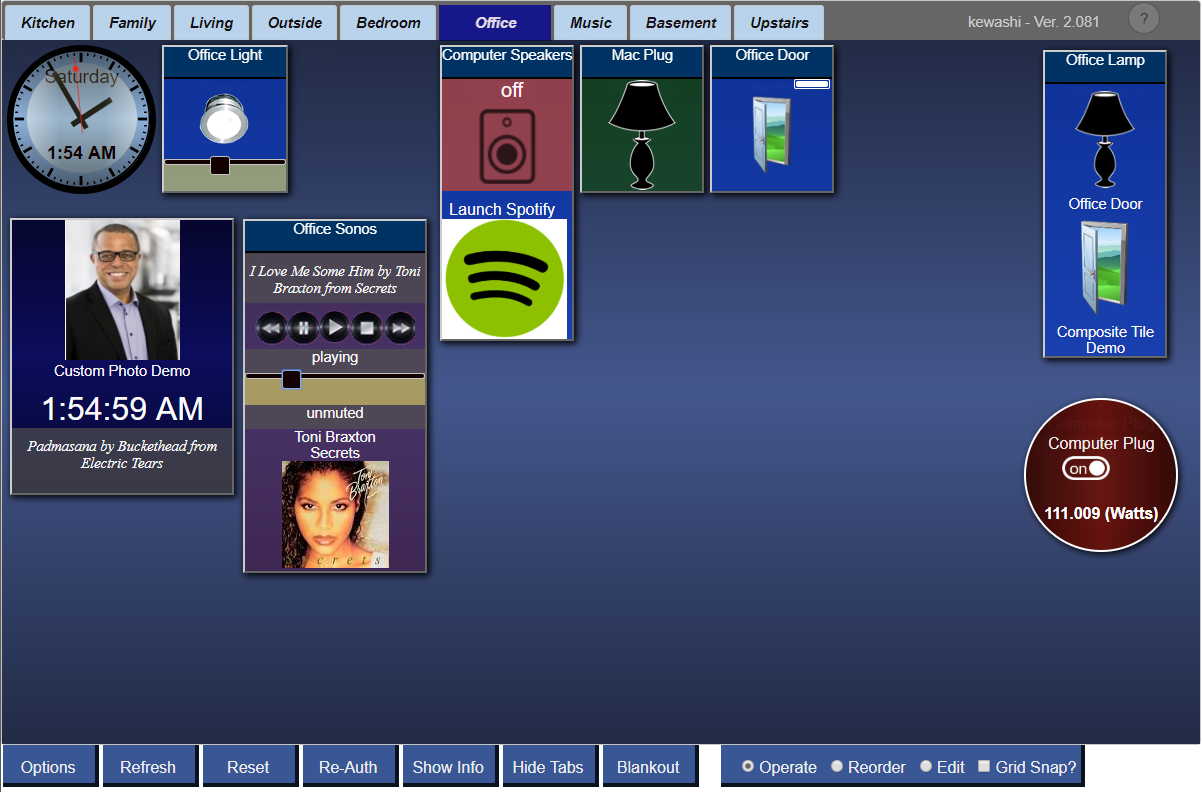 Kitchen
Family
Living
Outside
Bedroom
Office
Music
Basement
Upstairs
kewashi - Ver. 2.081
?
Saturday
1:54 AM
Office Light
Computer Speakers
off
Launch Spotify
Mac Plug
Office Door
Office Lamp
Office Door
Composite Tile
Demo
Custom Photo Demo
1:54:59 AM
Padmasana by Buckethead from
Electric Tears
Office Sonos
I Love Me Some Him by Toni
Braxton from Secrets
playing
unmuted
Toni Braxton
Secrets
Toni
Braxton
Secrets
Computer Plug
Computer Plug
on
111.009 (Watts)
Options
Refresh
Reset
Re-Auth
Show Info
Hide Tabs
Blankout
Operate
Reorder
Edit
Grid Snap?